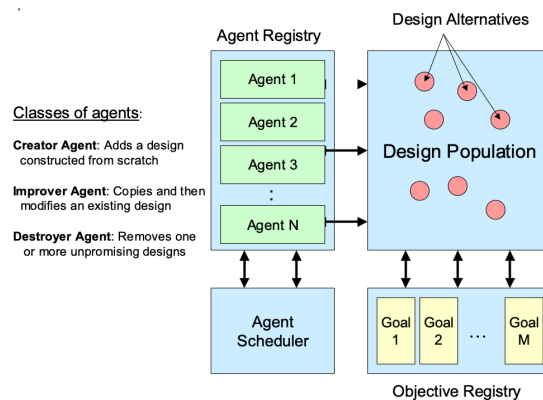 Design Alternatives
Agent Registry
Agent 1
Agent 2
Agent 3
:
Agent N
Classes of agents:
Creator Agent: Adds a design
constructed from scratch
Improver Agent: Copies and then
modifies an existing design
Destroyer Agent: Removes one
or more unpromising designs
Design Population
Agent
Scheduler
Goal
1
Goal
2
...
Goal
M
Objective Registry